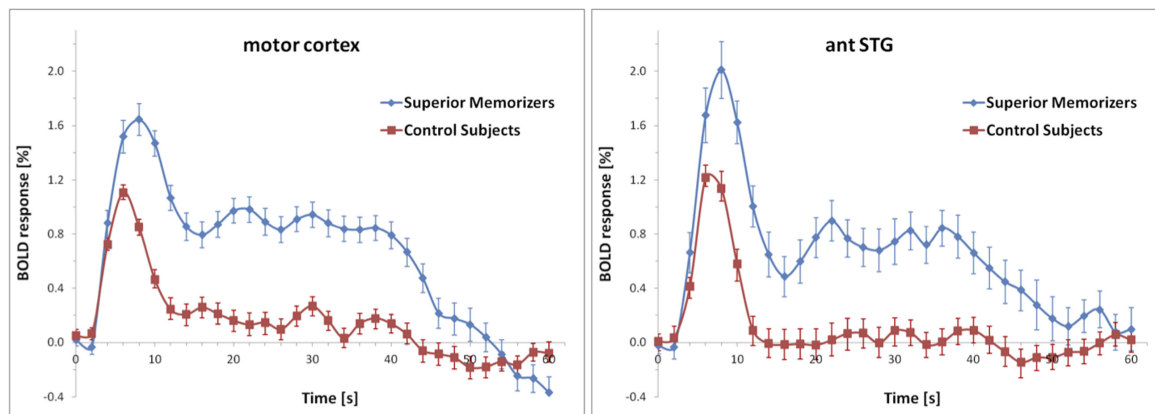 motor cortex
2.0
1.6
1.2
0.8
0.4
0.0
-0.4
BOLD response [%]
Superior Memorizers
Control Subjects
0
10
20
30
40
50
60
Time [s]
ant STG
2.0
1.6
1.2
0.8
0.4
0.0
-0.4
BOLD response [%]
Superior Memorizers
Control Subjects
0
10
20
30
40
50
60
Time [s]